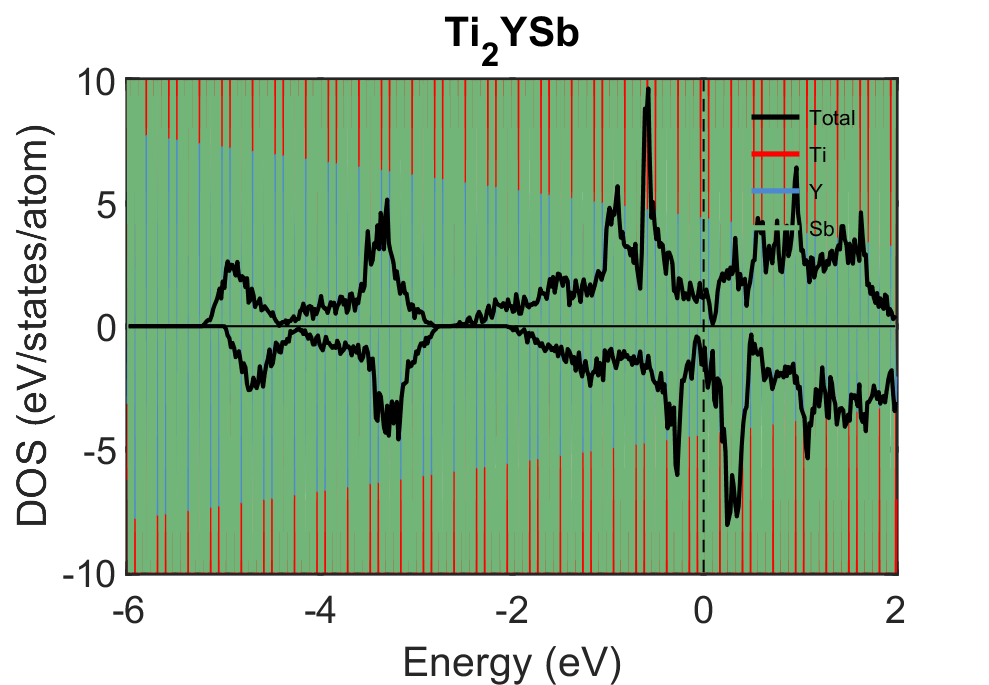 Ti2YSb
10
5
0
-5
-10
-6 -4 -2 0 2
DOS (eV/states/atom)
Energy (eV)
Total
Ti
Y
Sb